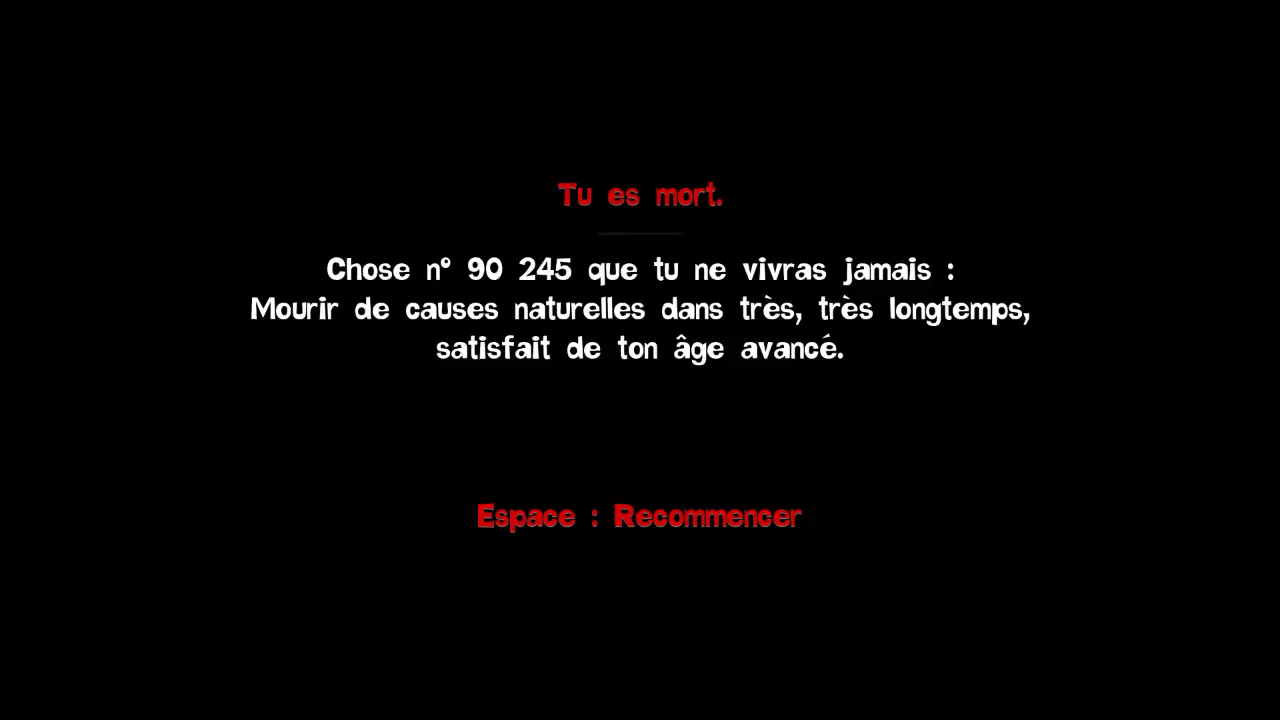 Tu es mort.
Chose n° 90 245 que tu ne vivras jamais :
Mourir de causes naturelles dans très, très longtemps,
satisfait de ton âge avancé.
Espace : Recommencer